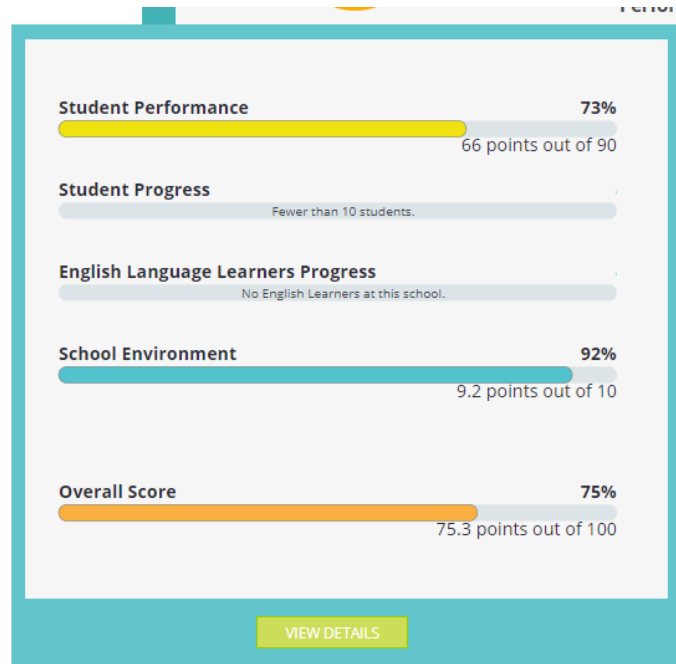 Student Performance 73%
66 points out of 90
Student Progress
Fewer than 10 students.
English Language Learners Progress
No English Learners at this school.
School Environment 92%
9.2 points out of 10
Overall Score 75%
75.3 points out of 100
VIEW DETAILS